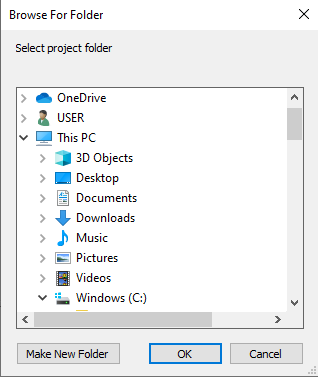 Browse For Folder
Select project folder
OneDrive
USER
This PC
3D Objects
Desktop
Documents
Downloads
Music
Pictures
Videos
Windows (C:)
Make New Folder
OK
Cancel